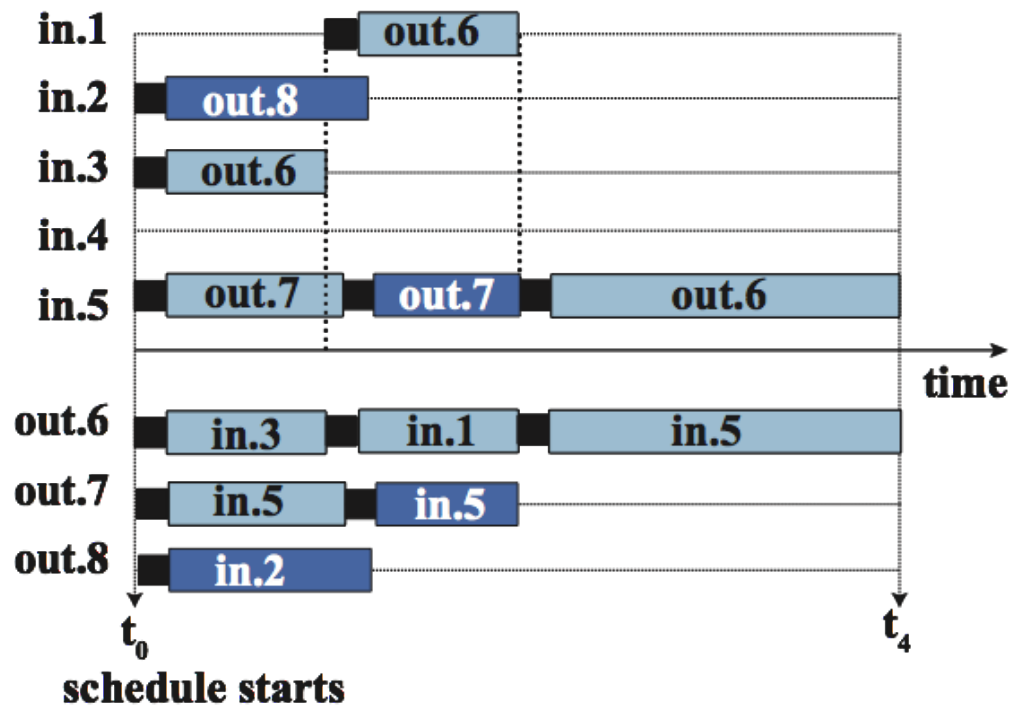 in.1 out.6
in.2 out.8
in.3 out.6
in.4
in.5 out.7 out.7 out.6
time
out.6 in.3 in.1 in.5
out.7 in.5 in.5
out.8 in.2
t₀ t₄
schedule starts